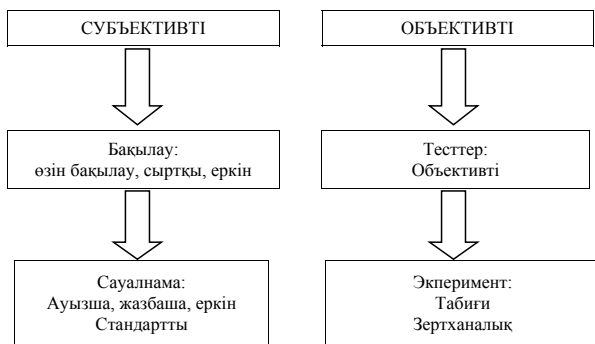 СУБЪЕКТИВТІ
ОБЪЕКТИВТІ
Бақылау:
өзін бақылау, сыртқы, еркін
Тесттер:
Объективті
Сауалнама:
Ауызша, жазбаша, еркін
Стандартты
Экперимент:
Табиғи
Зертханалық